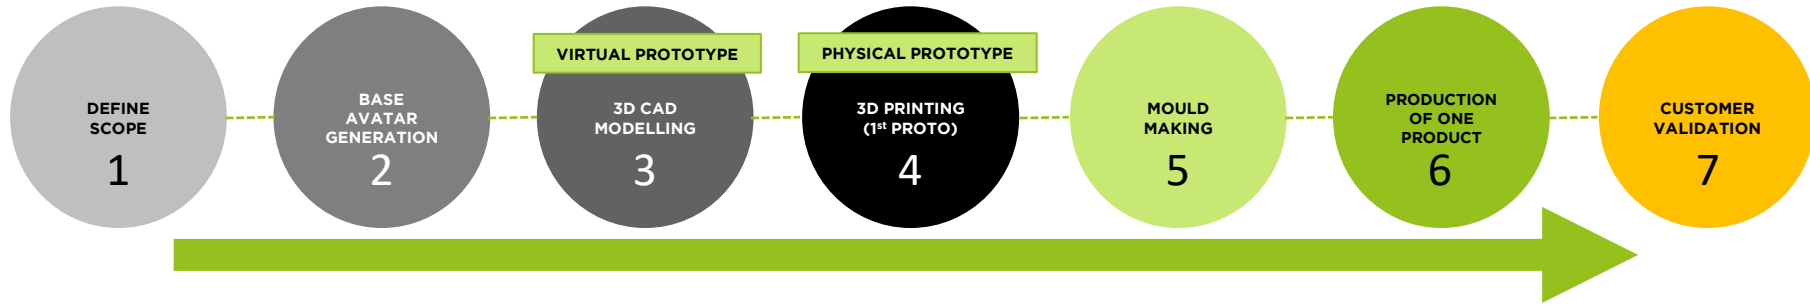 DEFINE
SCOPE
1
BASE
AVATAR
GENERATION
2
VIRTUAL PROTOTYPE
3D CAD
MODELLING
3
PHYSICAL PROTOTYPE
3D PRINTING
(1st PROTO)
4
MOULD
MAKING
5
PRODUCTION
OF ONE
PRODUCT
6
CUSTOMER
VALIDATION
7